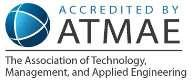 ACCREDITED BY
ATMAE
The Association of Technology,
Management, and Applied Engineering